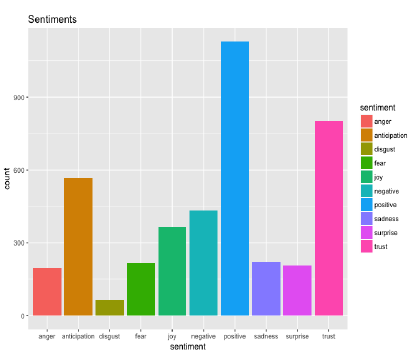 Sentiments
900
600
300
0
count
anger anticipation disgust fear joy negative positive sadness surprise trust
sentiment
sentiment
anger
anticipation
disgust
fear
joy
negative
positive
sadness
surprise
trust